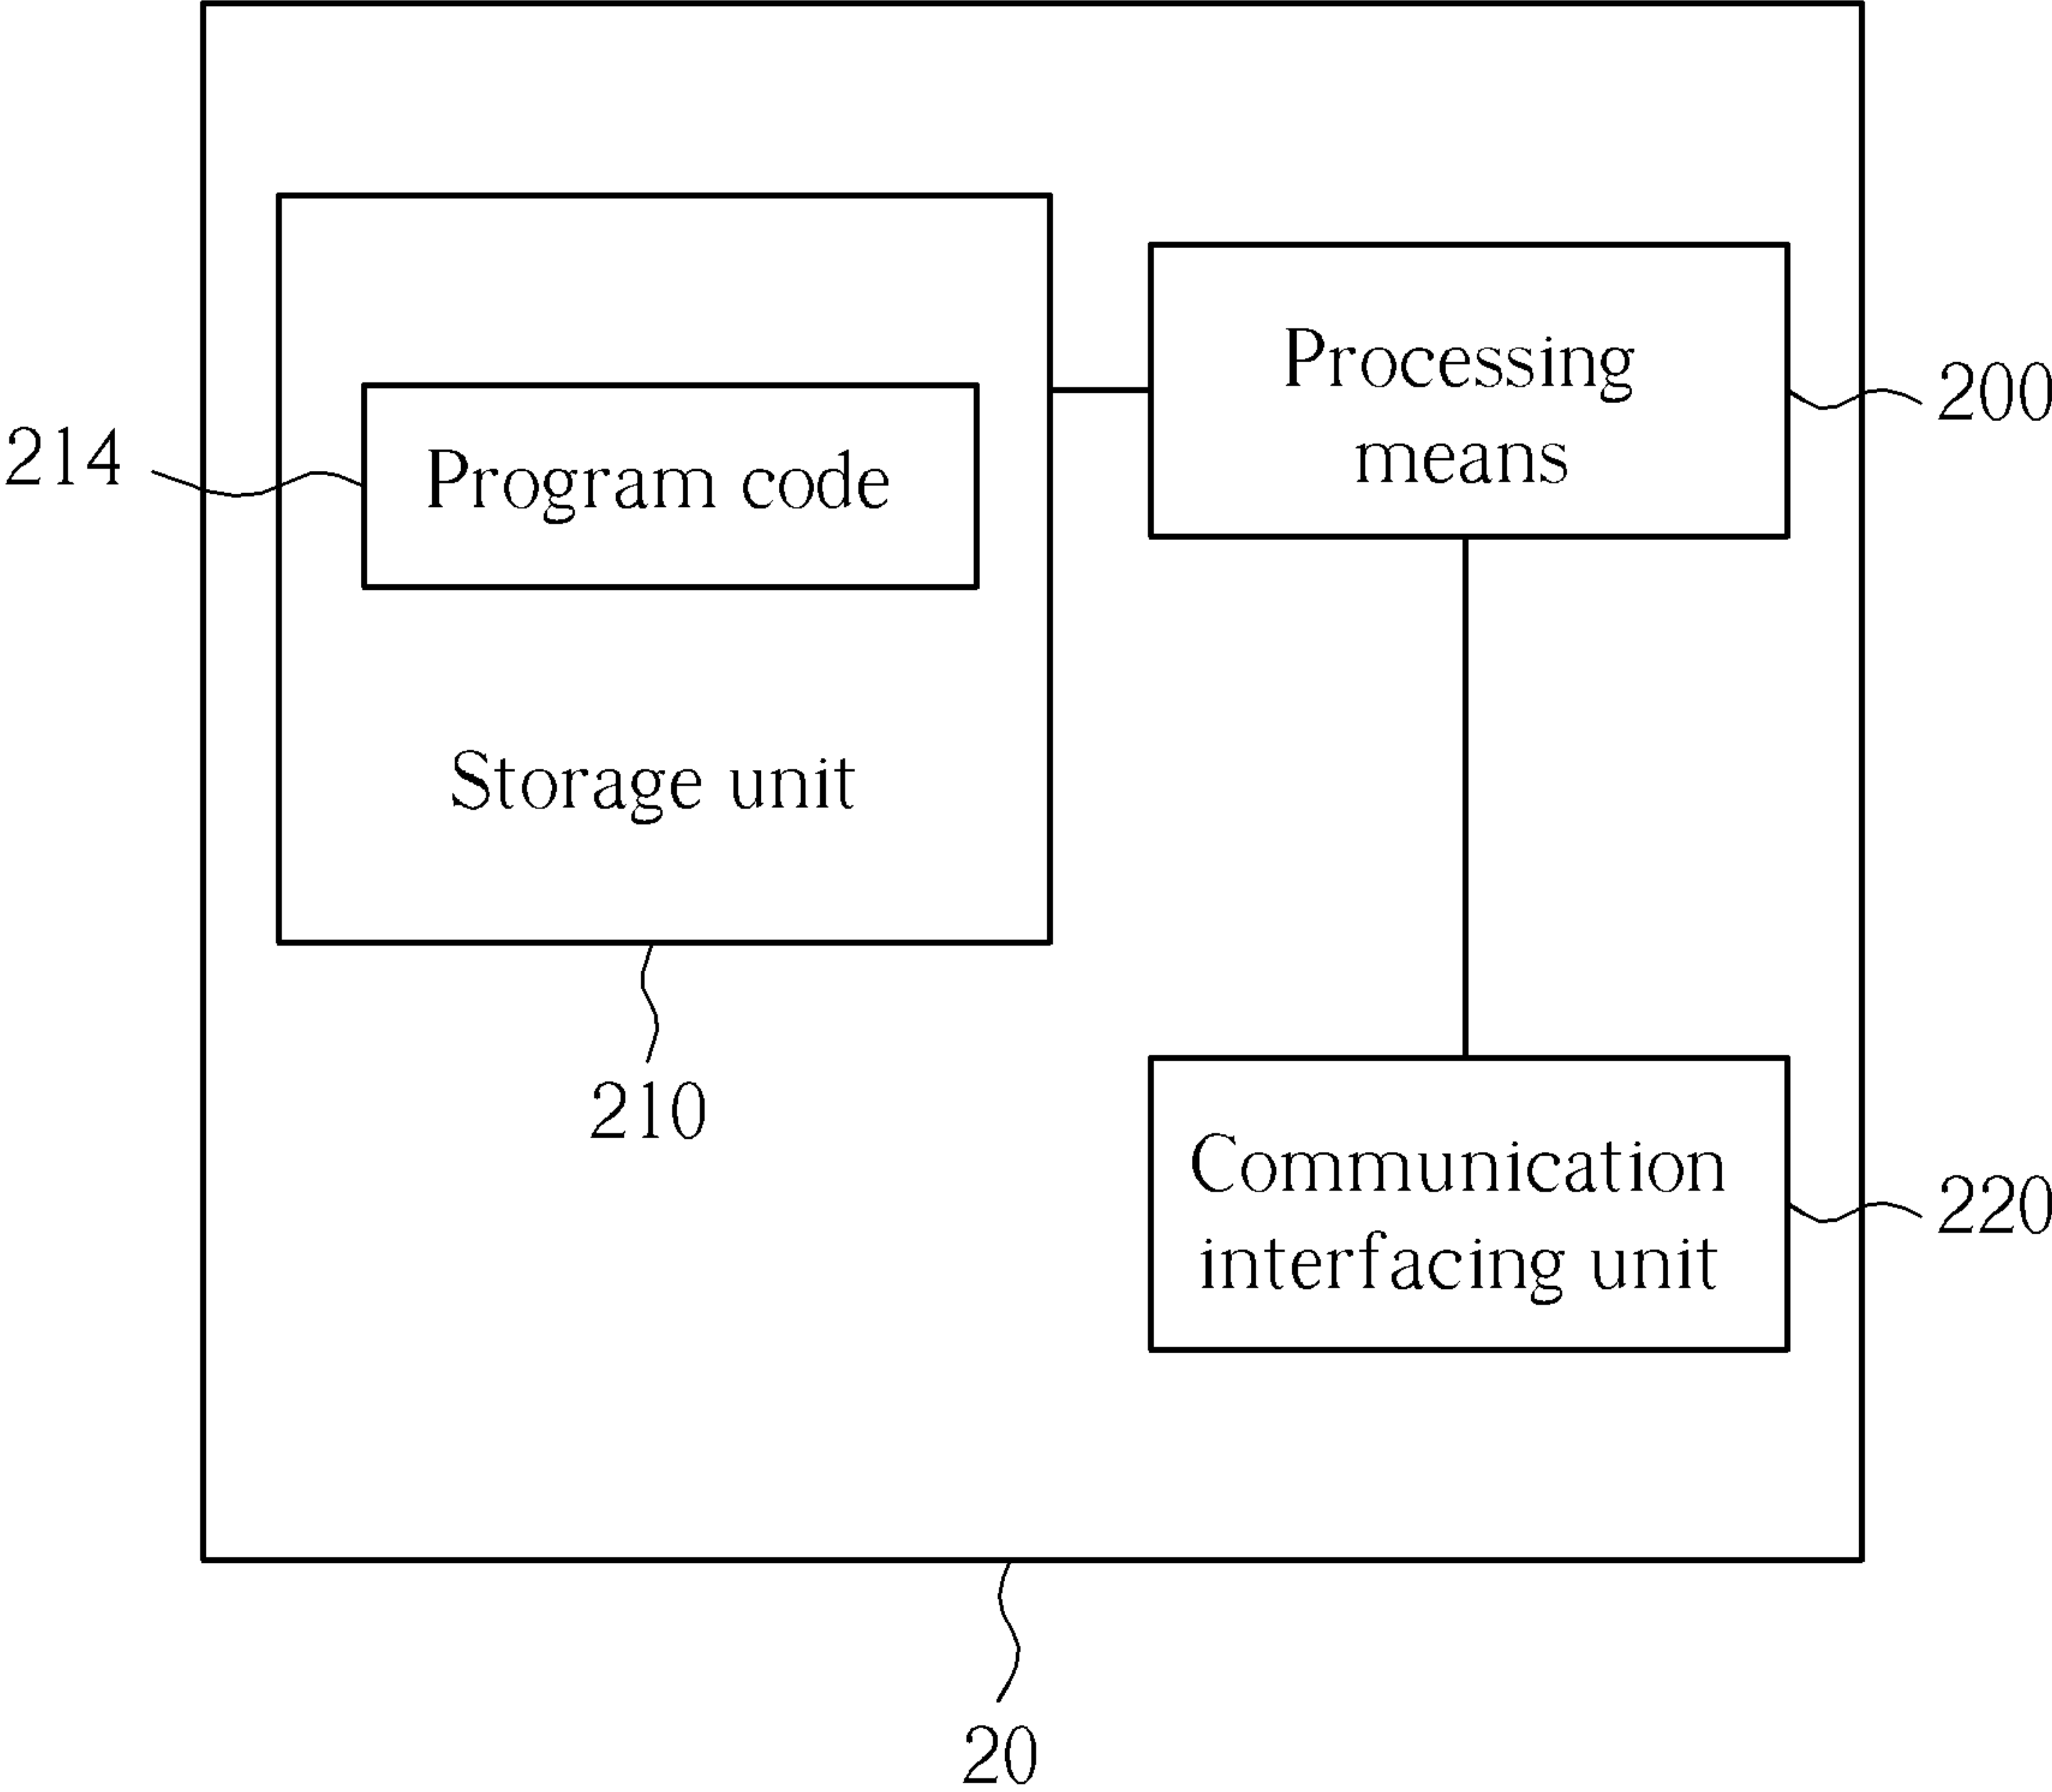 Processing
means
200
214
Program code
Storage unit
210
Communication
interfacing unit
220
20